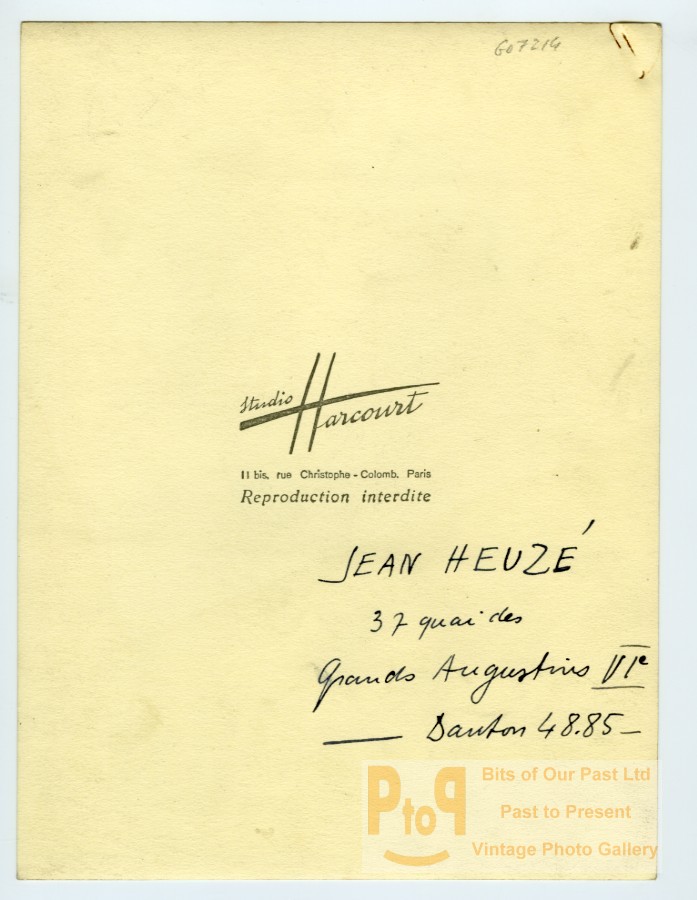 G07214
Studio Harcourt
11 bis, rue Christophe - Colomb. Paris
Reproduction interdite
JEAN HEUZÉ
37 quai des
Grands Augustins VIe
Danton 48.85 -
PtoP
Bits of Our Past Ltd
Past to Present
Vintage Photo Gallery